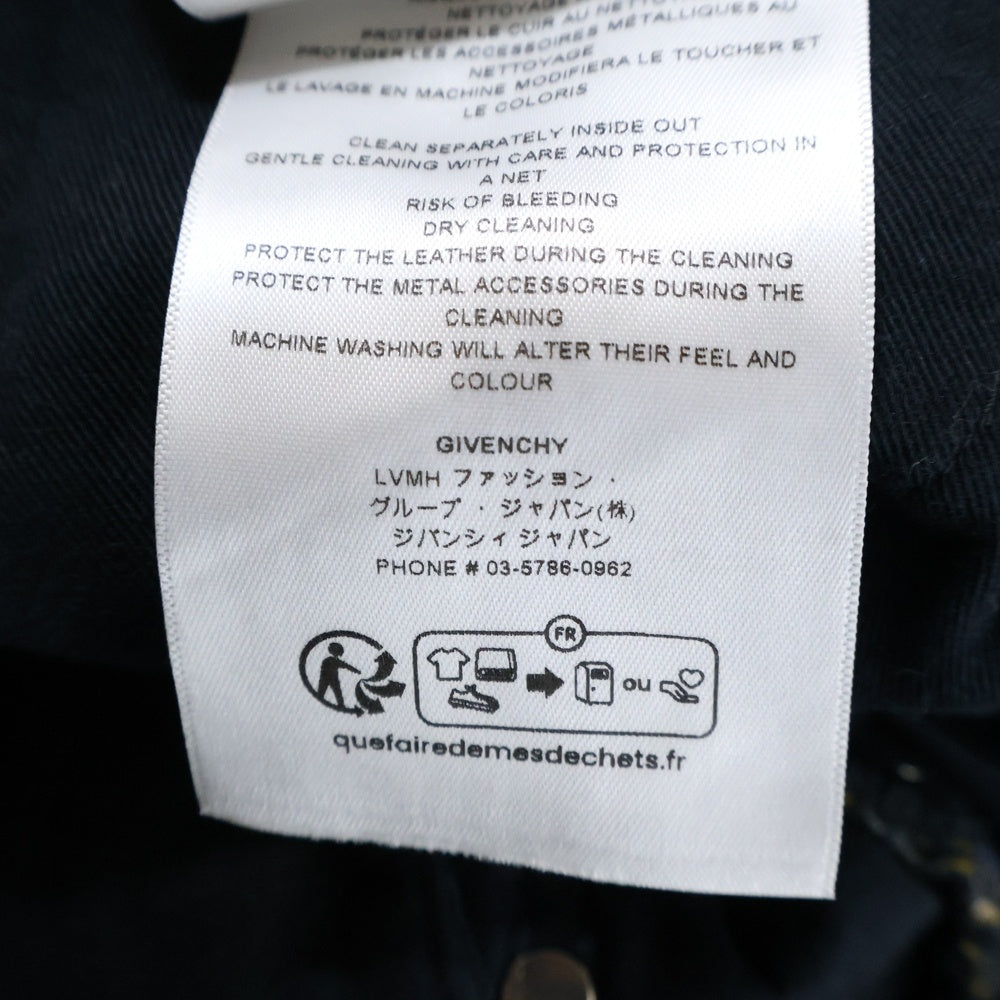 NETTOYAGE
PROTÉGER LE CUIR AU NETTOYAGE
PROTÉGER LES ACCESSOIRES MÉTALLIQUES AU
NETTOYAGE
LE LAVAGE EN MACHINE MODIFIERA LE TOUCHER ET
LE COLORIS
CLEAN SEPARATELY INSIDE OUT
GENTLE CLEANING WITH CARE AND PROTECTION IN
A NET
RISK OF BLEEDING
DRY CLEANING
PROTECT THE LEATHER DURING THE CLEANING
PROTECT THE METAL ACCESSORIES DURING THE
CLEANING
MACHINE WASHING WILL ALTER THEIR FEEL AND
COLOUR
GIVENCHY
LVMH ファッション ・
グループ ・ ジャパン(株)
ジバンシィ ジャパン
PHONE # 03-5786-0962
FR
ou
quefairedemesdechets.fr